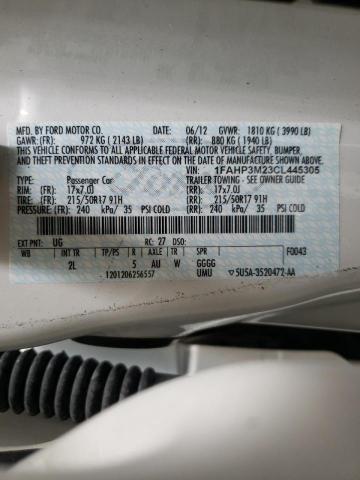 MFD. BY FORD MOTOR CO. DATE: 06/12 GVWR: 1810 KG ( 3990 LB)
GAWR: (FR): 972 KG ( 2143 LB) (RR): 880 KG ( 1940 LB)
THIS VEHICLE CONFORMS TO ALL APPLICABLE FEDERAL MOTOR VEHICLE SAFETY, BUMPER,
AND THEFT PREVENTION STANDARDS IN EFFECT ON THE DATE OF MANUFACTURE SHOWN ABOVE.
VIN: 1FAHP3M23CL445305
TYPE: Passenger Car TRAILER TOWING - SEE OWNER GUIDE
RIM: (FR): 17x7.0J (RR): 17x7.0J
TIRE: 215/50R17 91H 215/50R17 91H
PRESSURE: (FR): 240 kPa/ 35 PSI COLD (RR): 240 kPa/ 35 PSI COLD
EXT PNT: UG RC: 27 DSO: F0043
WB INT TR TP/PS R AXLE TR SPR
2L 5 AU W GGGG
1201206256557 UMU 5U5A-3520472-AA